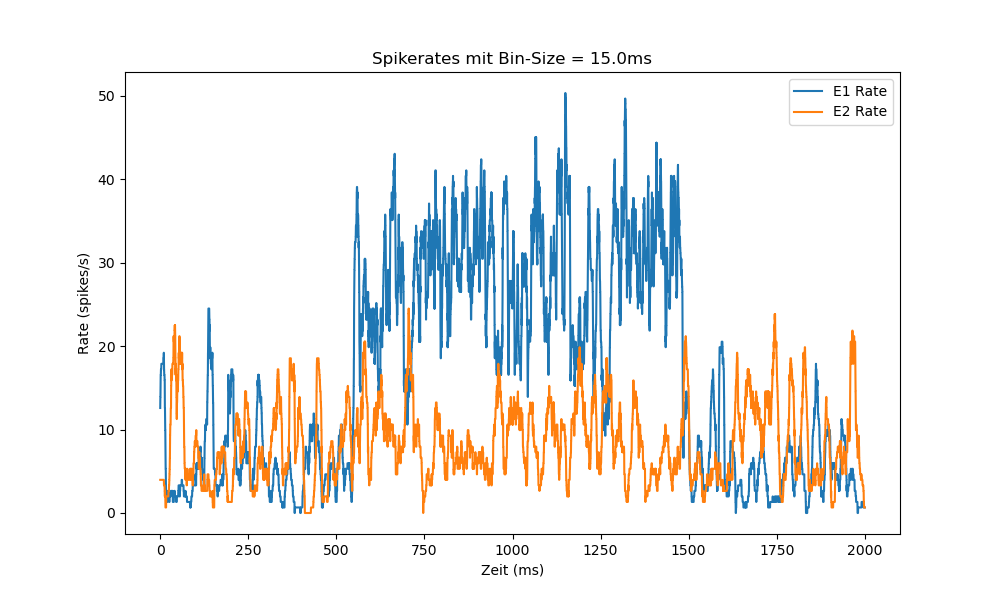 Spikerates mit Bin-Size = 15.0ms
E1 Rate
E2 Rate
50
40
30
20
10
0
Rate (spikes/s)
0 250 500 750 1000 1250 1500 1750 2000
Zeit (ms)